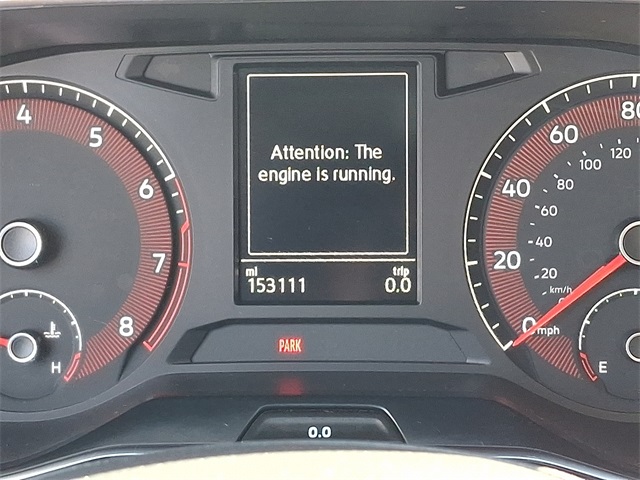 Attention: The
engine is running.
mi trip
153111 0.0
PARK
0.0
4
5
6
7
8
H
80
60
40
20
0 mph
120
100
80
60
40
20
km/h
E